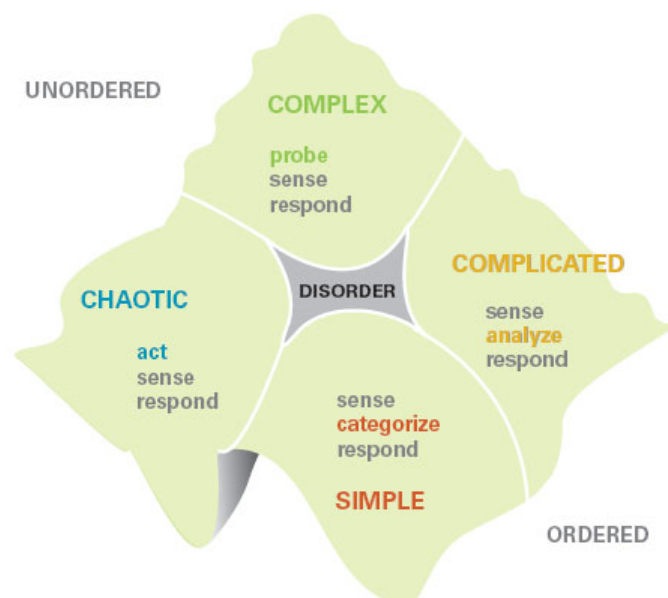 UNORDERED
COMPLEX
probe
sense
respond
COMPLICATED
sense
analyze
respond
DISORDER
CHAOTIC
act
sense
respond
sense
categorize
respond
SIMPLE
ORDERED